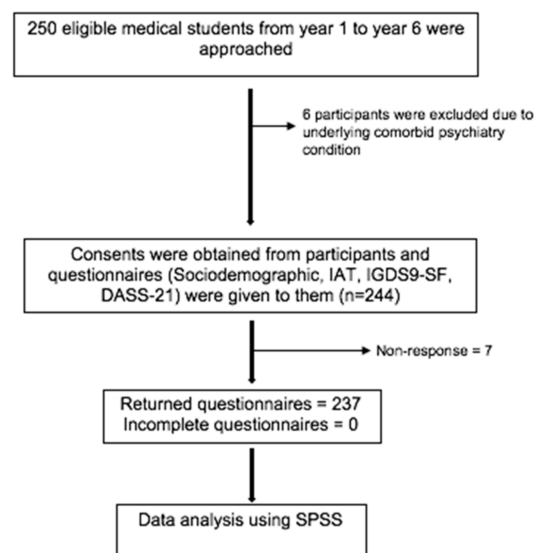 250 eligible medical students from year 1 to year 6 were
approached
6 participants were excluded due to
underlying comorbid psychiatry
condition
Consents were obtained from participants and
questionnaires (Sociodemographic, IAT, IGDS9-SF,
DASS-21) were given to them (n=244)
Non-response = 7
Returned questionnaires = 237
Incomplete questionnaires = 0
Data analysis using SPSS